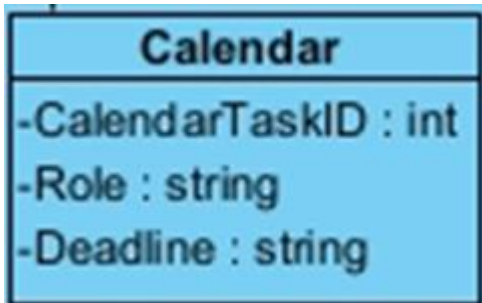 Calendar
-CalendarTaskID : int
-Role : string
-Deadline : string